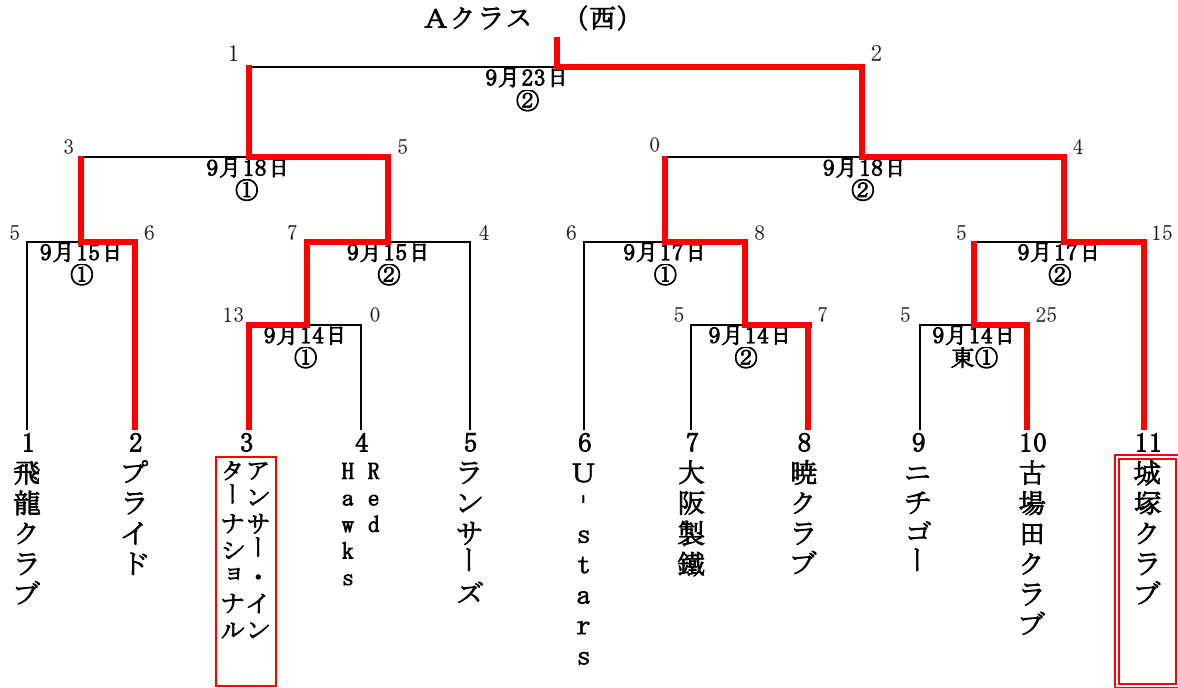 Aクラス （西）
1 2
9月23日
②
3 5 0 4
9月18日 9月18日
① ②
5 6 7 4 6 8 5 15
9月15日 9月15日 9月17日 9月17日
① ② ① ②
13 0 5 7 5 25
9月14日 9月14日 9月14日
① ② 東①
1 2 3 4 5 6 7 8 9 10 11
飛龍クラブ
プライド
アンサー・イン
ターナショナル
Red
Hawks
ランサーズ
U'stars
大阪製鐵
暁クラブ
ニチゴー
古場田クラブ
城塚クラブ